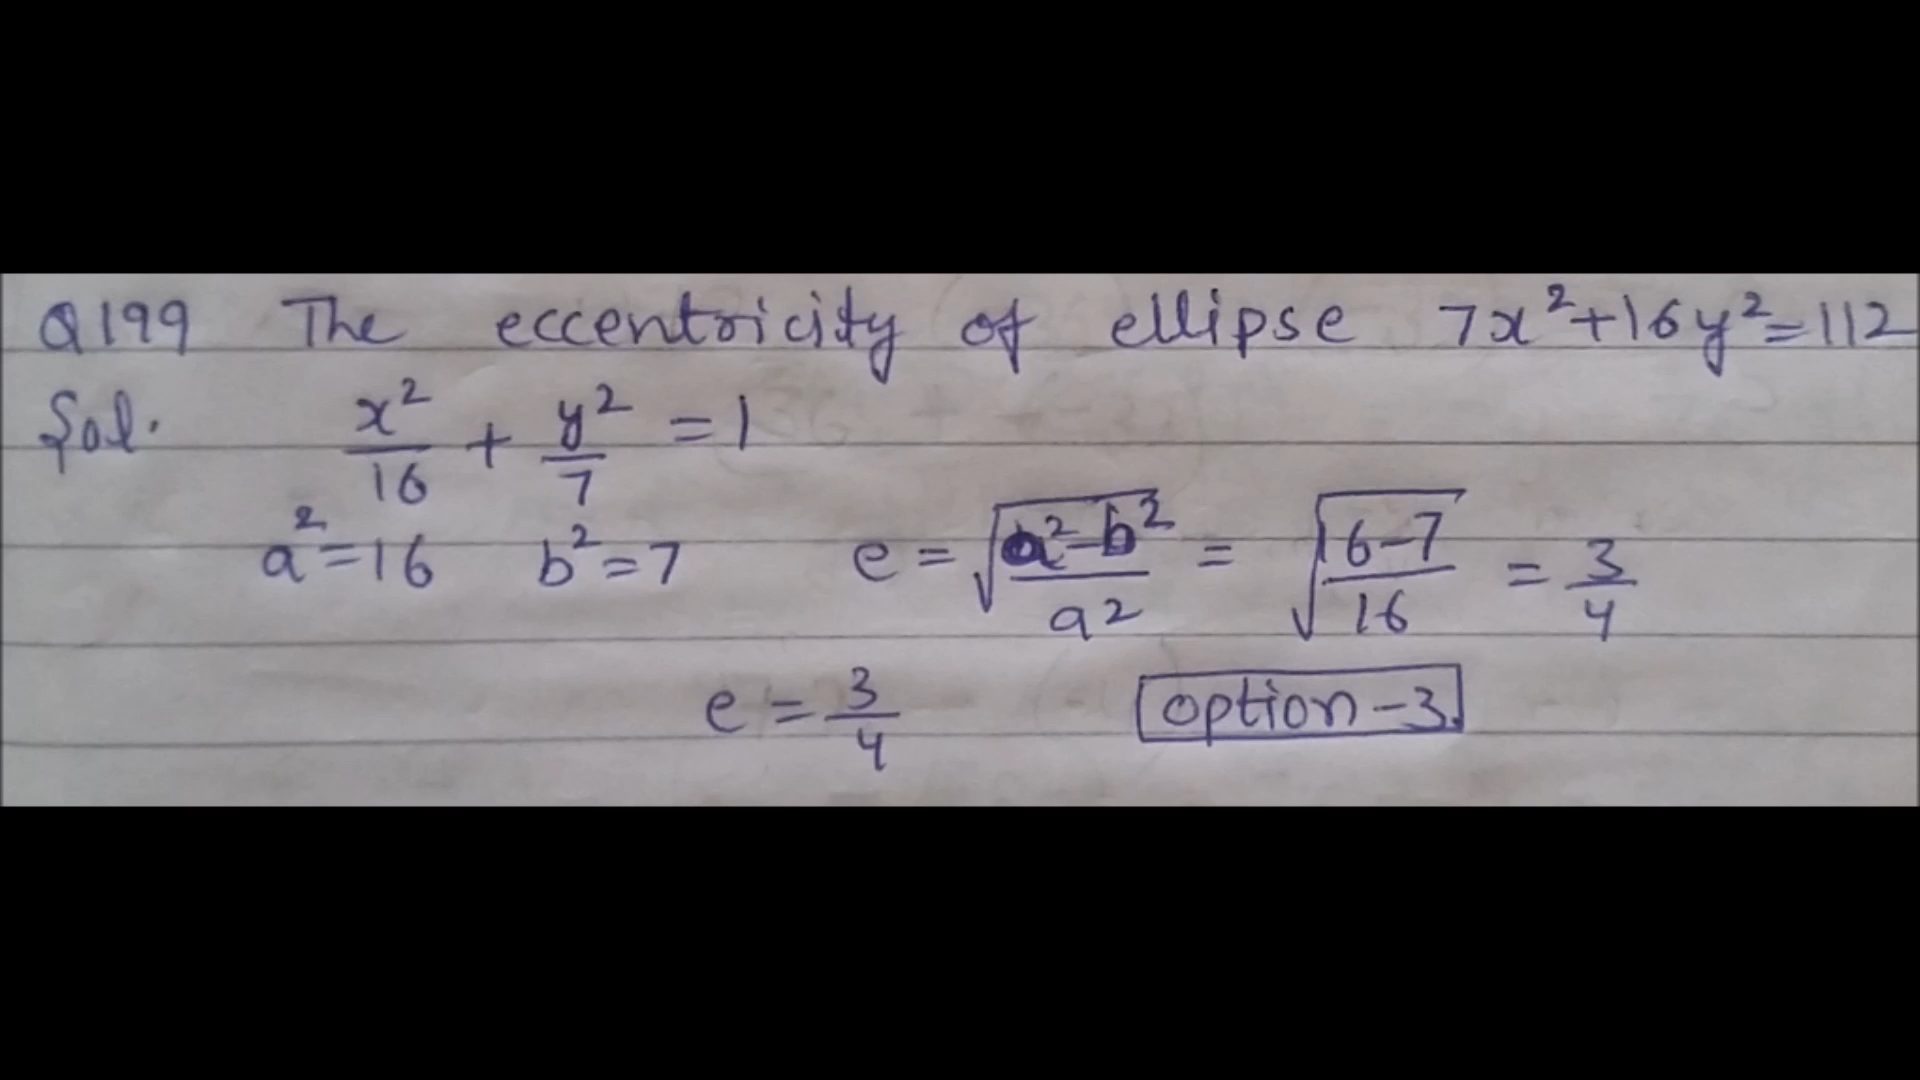 Q199 The eccentricity of ellipse 7x²+16y²=112
Sol. x²/16 + y²/7 = 1
a²=16 b²=7 e = √(a²-b²/a²) = √(16-7/16) = 3/4
e = 3/4 option-3.